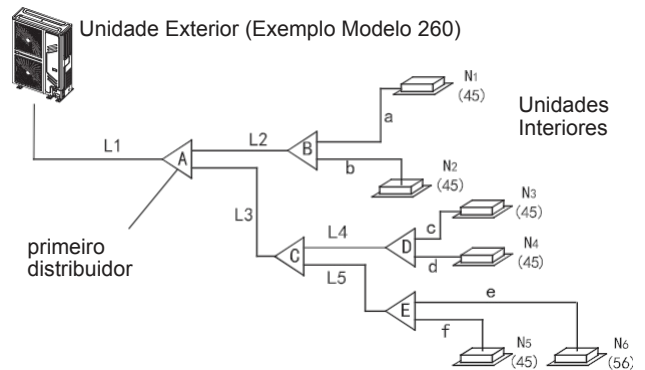 Unidade Exterior (Exemplo Modelo 260)
N1
(45)
a
Unidades
Interiores
L1
L2
A
B
b
N2
(45)
L3
N3
(45)
c
L4
D
N4
(45)
d
primeiro
distribuidor
C
L5
e
E
f
N5
(45)
N6
(56)